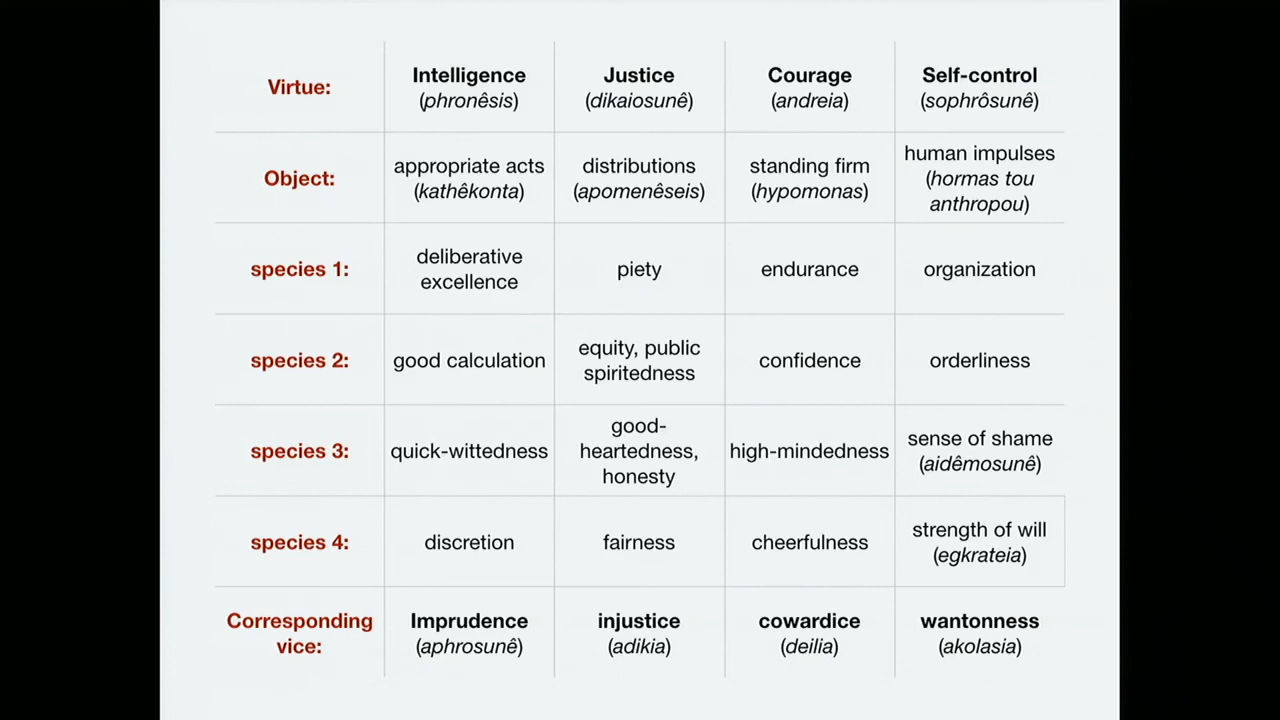 Virtue:
Intelligence
(phronêsis)
Justice
(dikaiosunê)
Courage
(andreia)
Self-control
(sophrôsunê)
Object:
appropriate acts
(kathêkonta)
distributions
(apomenêseis)
standing firm
(hypomonas)
human impulses
(hormas tou
anthropou)
species 1:
deliberative
excellence
piety
endurance
organization
species 2:
good calculation
equity, public
spiritedness
confidence
orderliness
species 3:
quick-wittedness
good-
heartedness,
honesty
high-mindedness
sense of shame
(aidêmosunê)
species 4:
discretion
fairness
cheerfulness
strength of will
(egkrateia)
Corresponding
vice:
Imprudence
(aphrosunê)
injustice
(adikia)
cowardice
(deilia)
wantonness
(akolasia)